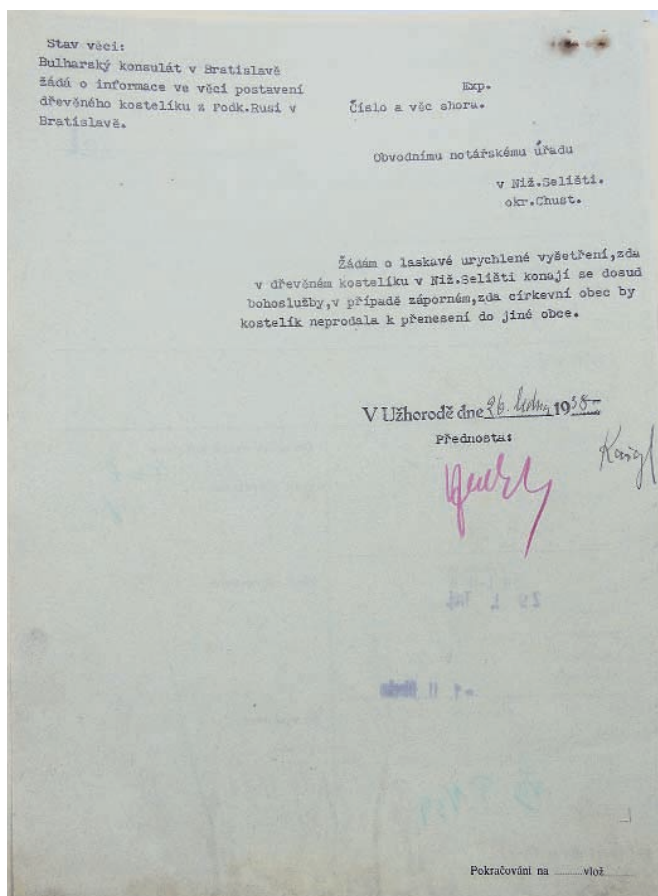 Stav věci:
Bulharský konsulát v Bratislavě
žádá o informace ve věci postavení
dřevěného kostelíku z Podk.Rusi v
Bratislavě.
Exp.
Číslo a věc shora.
Obvodnímu notářskému úřadu
v Niž.Selišti.
okr.Chust.
Žádám o laskavé urychlené vyšetření,zda
v dřevěném kostelíku v Niž.Selišti konají se dosud
bohoslužby,v případě záporném,zda církevní obec by
kostelík neprodala k přenesení do jiné obce.
V Užhorodě dne 26. ledna 1938
Přednosta:
Pokračování na ........ vlož